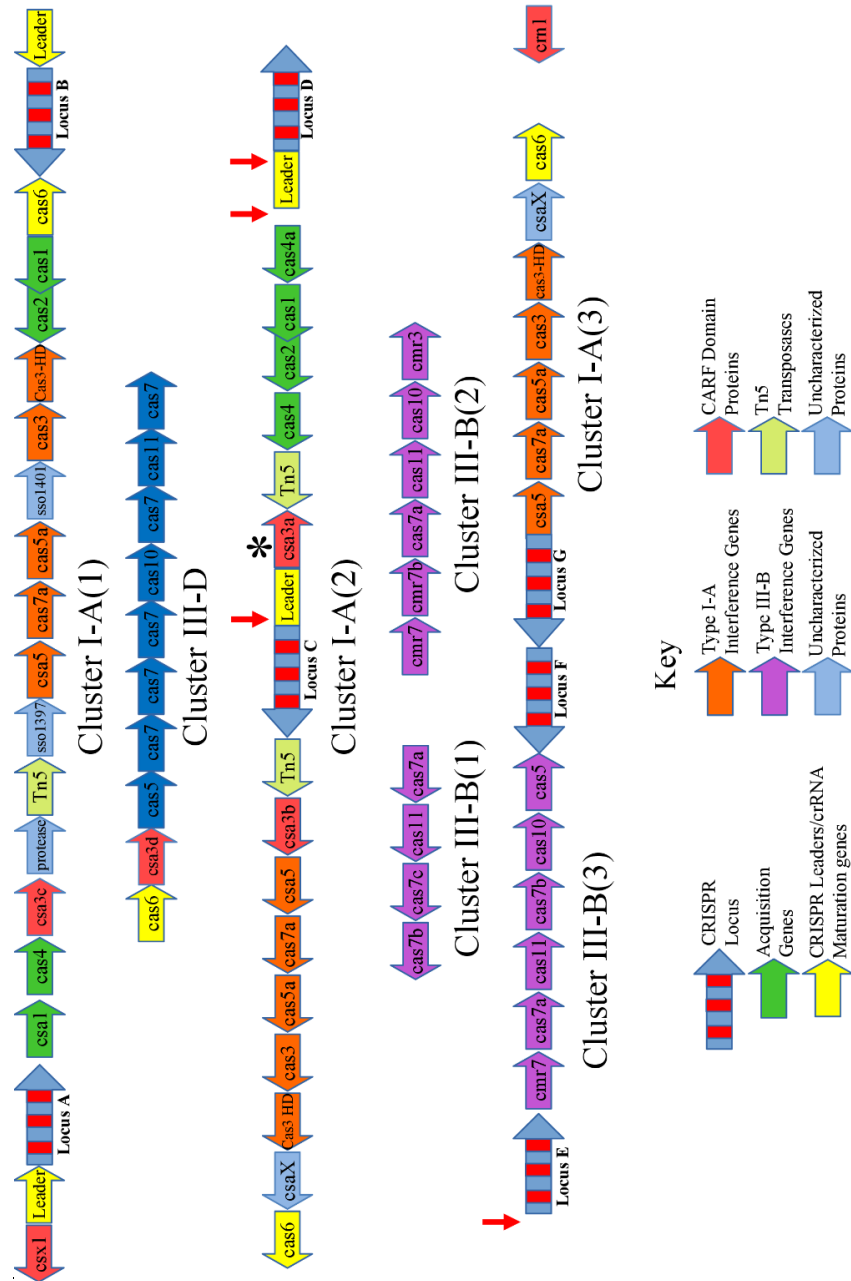 csx1 Leader csa1 cas4 csa3c protease Tn5 sso1397 csa5 cas7a cas5a sso1401 cas3 Cas3-HD cas2 cas1 cas6 Leader
Locus A Locus B
Cluster I-A(1)
cas6 csa3d cas5 cas7 cas7 cas7 cas10 cas7 cas11 cas7
Cluster III-D
*
cas6 csaX Cas3 HD cas3 cas5a cas7a csa5 csa3b Tn5 Leader csa3a Tn5 cas4 cas2 cas1 cas4a Leader
Locus C Locus D
Cluster I-A(2)
cas7b cas7c cas11 cas7a cmr7 cmr7b cas7a cas11 cas10 cmr3
Cluster III-B(1) Cluster III-B(2)
cmr7 cas7a cas11 cas7b cas10 cas5 csa5 cas7a cas5a cas3 cas3-HD csaX cas6 crn1
Locus E Locus F Locus G
Cluster III-B(3) Cluster I-A(3)
Key
CRISPR
Locus
Acquisition
Genes
CRISPR Leaders/crRNA
Maturation genes
Type I-A
Interference Genes
Type III-B
Interference Genes
Uncharacterized
Proteins
CARF Domain
Proteins
Tn5
Transposases
Uncharacterized
Proteins